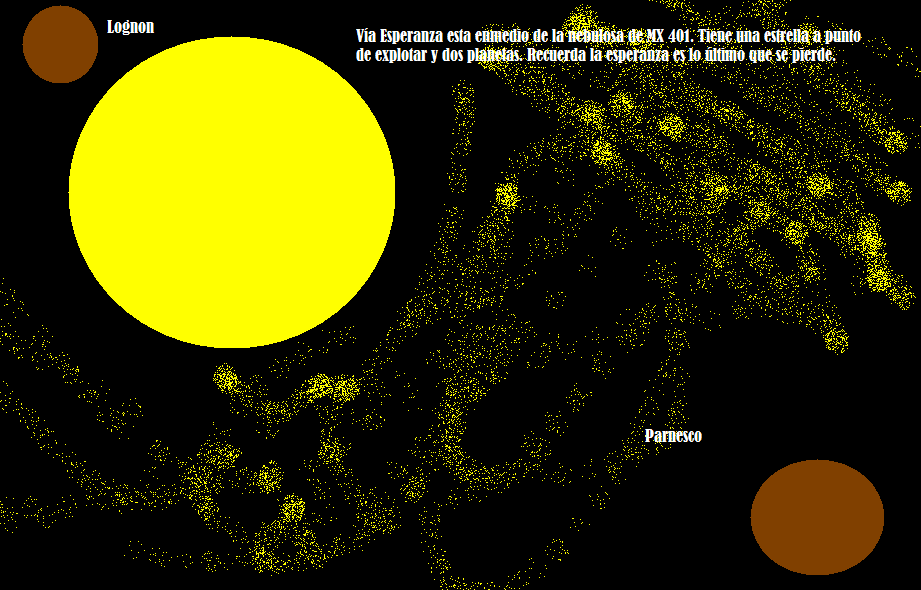 Lognon
Vía Esperanza esta enmedio de la nebulosa de MX 401. Tiene una estrella a punto
de explotar y dos planetas. Recuerda la esperanza es lo ultimo que se pierde.
Parnesco